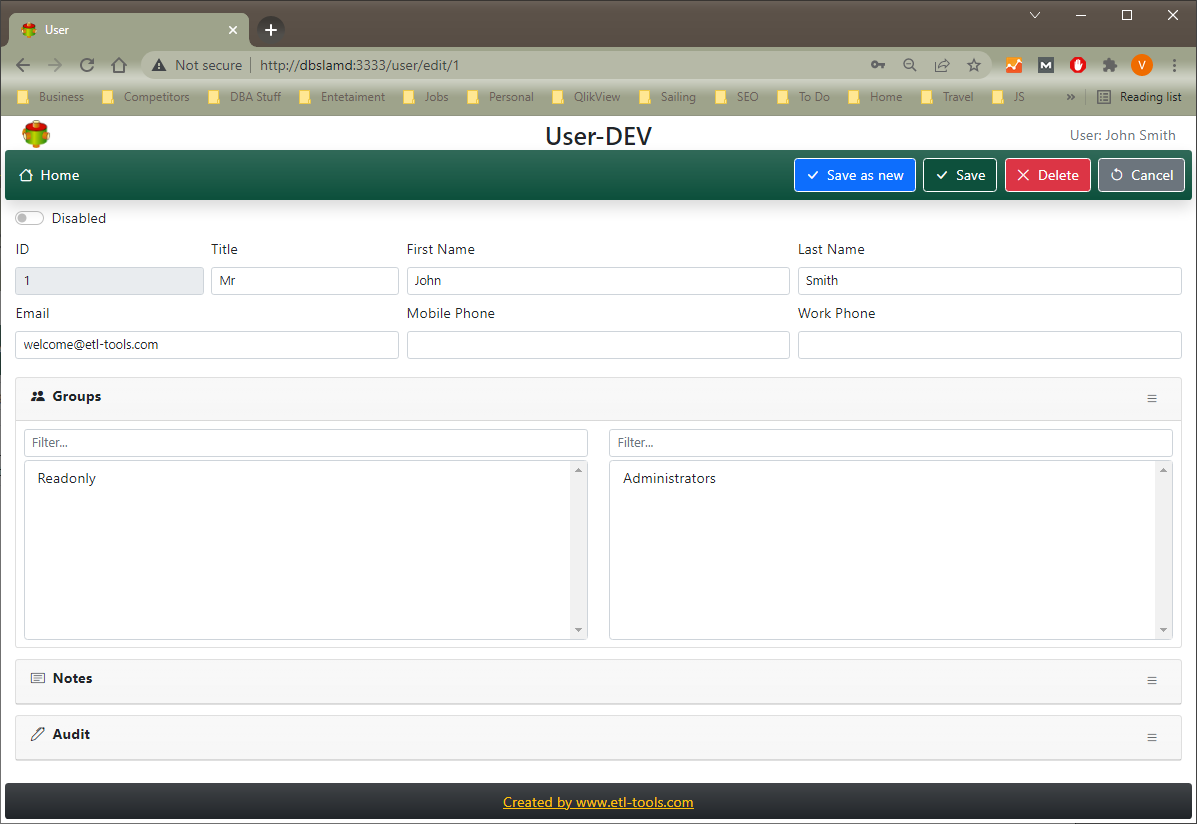 User
Not secure http://dbslamd:3333/user/edit/1
V
Business Competitors DBA Stuff Entetaiment Jobs Personal QlikView Sailing SEO To Do Home Travel JS » Reading list
User-DEV
User: John Smith
Home Save as new Save Delete Cancel
Disabled
ID Title First Name Last Name
1 Mr John Smith
Email Mobile Phone Work Phone
welcome@etl-tools.com
Groups
Filter... Filter...
Readonly Administrators
Notes
Audit
Created by www.etl-tools.com